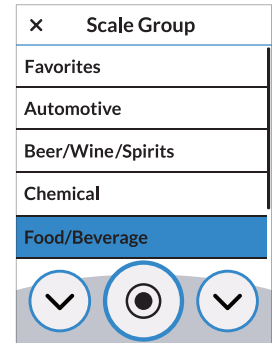 × Scale Group
Favorites
Automotive
Beer/Wine/Spirits
Chemical
Food/Beverage